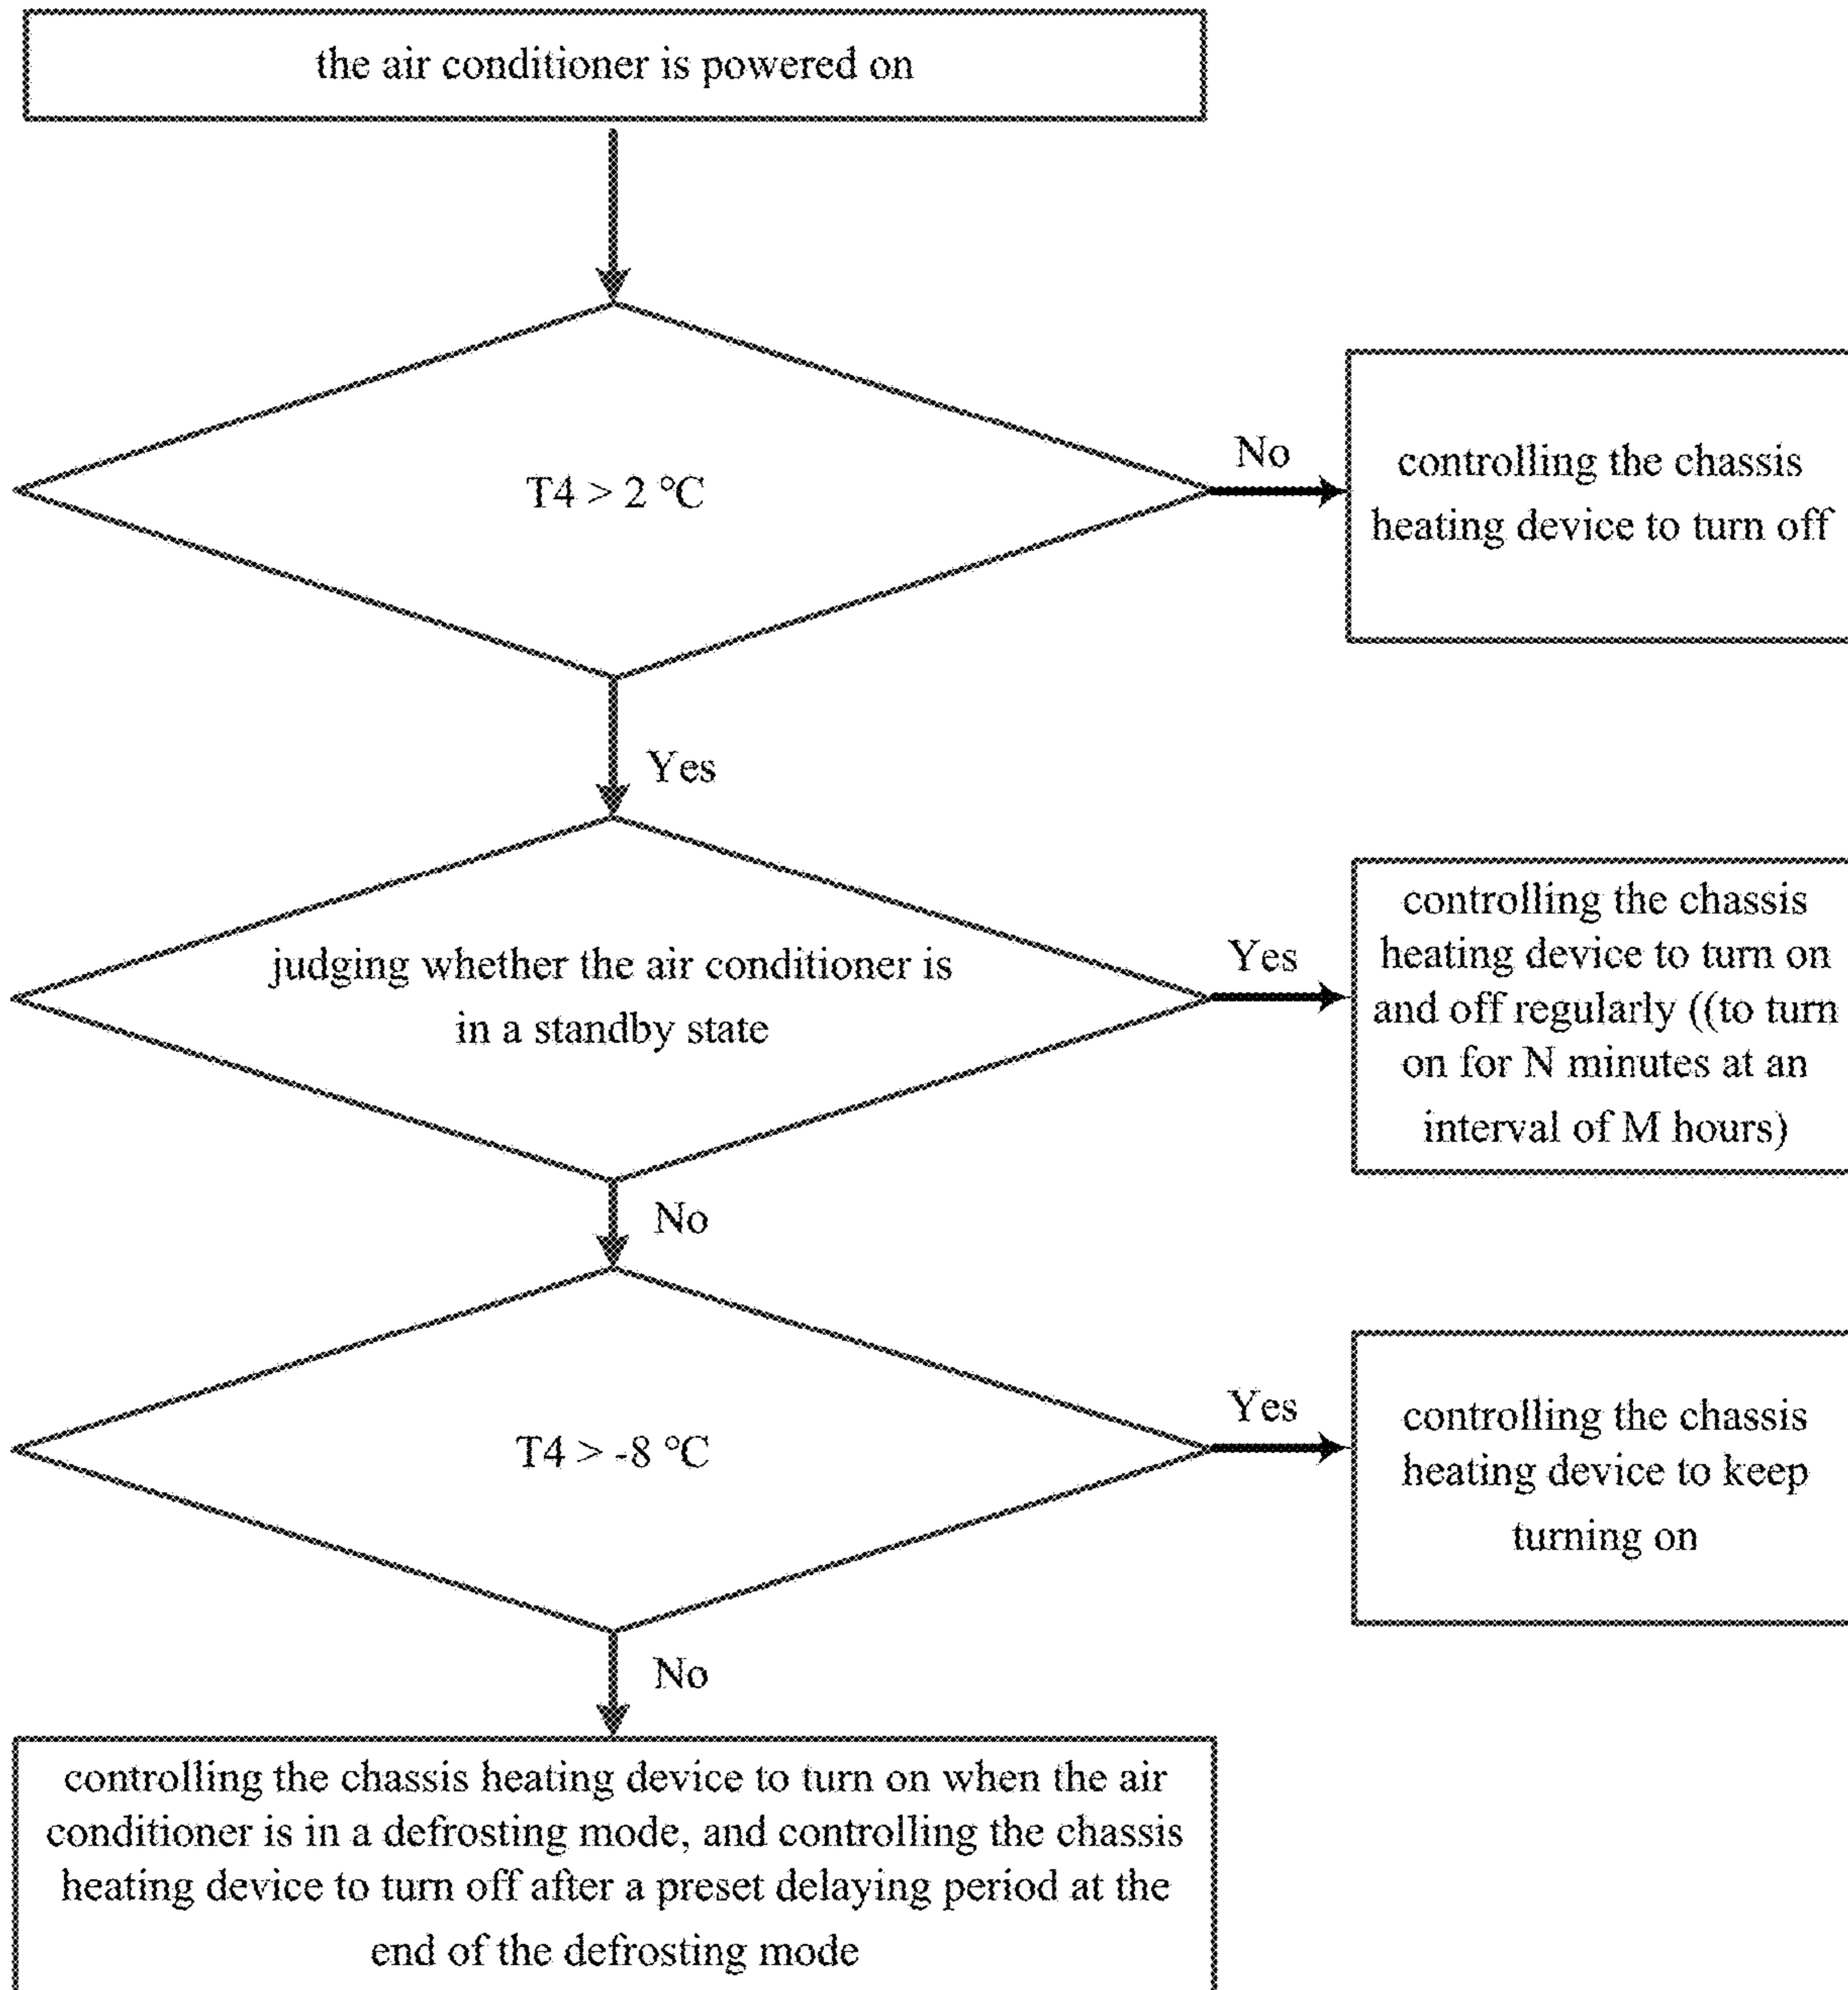 the air conditioner is powered on
T4 > 2 °C
No
controlling the chassis
heating device to turn off
Yes
judging whether the air conditioner is
in a standby state
Yes
controlling the chassis
heating device to turn on
and off regularly ((to turn
on for N minutes at an
interval of M hours)
No
T4 > -8 °C
Yes
controlling the chassis
heating device to keep
turning on
No
controlling the chassis heating device to turn on when the air
conditioner is in a defrosting mode, and controlling the chassis
heating device to turn off after a preset delaying period at the
end of the defrosting mode